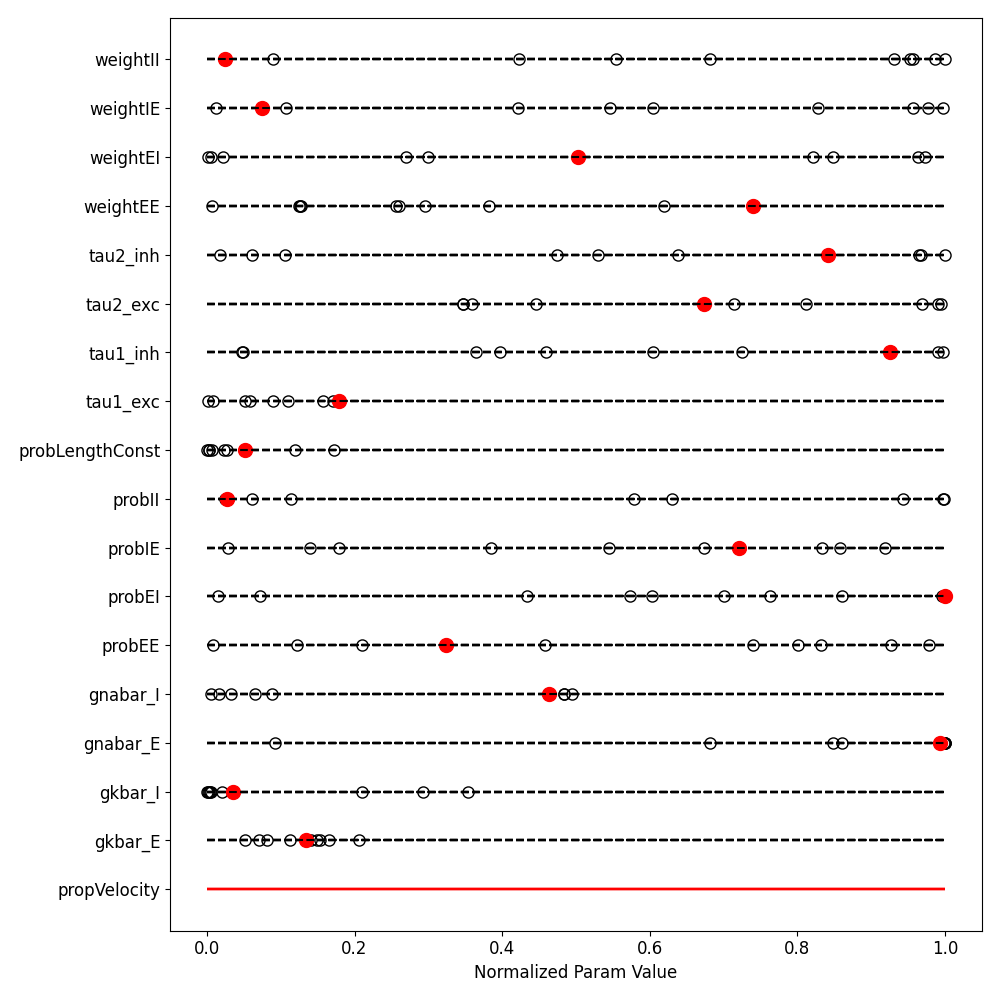 weightII
weightIE
weightEI
weightEE
tau2_inh
tau2_exc
tau1_inh
tau1_exc
probLengthConst
probII
probIE
probEI
probEE
gnabar_I
gnabar_E
gkbar_I
gkbar_E
propVelocity
0.0 0.2 0.4 0.6 0.8 1.0
Normalized Param Value